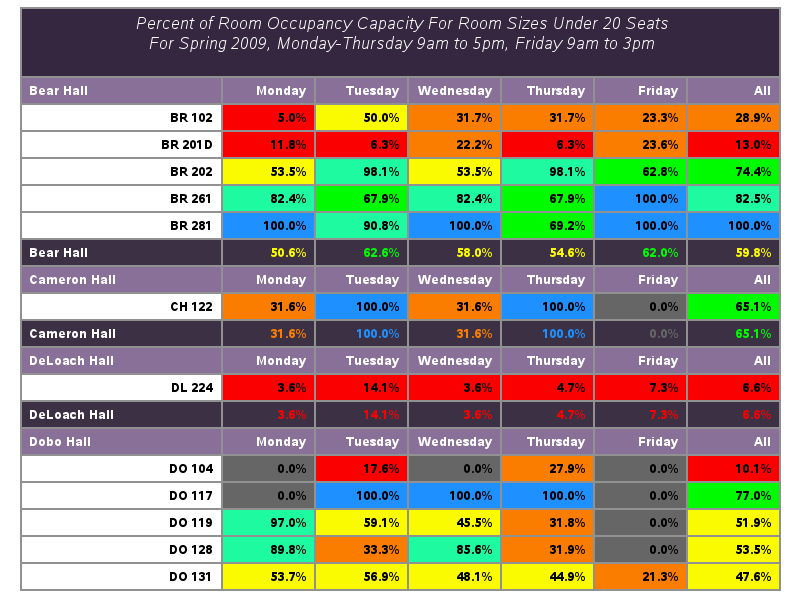 Percent of Room Occupancy Capacity For Room Sizes Under 20 Seats
For Spring 2009, Monday-Thursday 9am to 5pm, Friday 9am to 3pm
Bear Hall Monday Tuesday Wednesday Thursday Friday All
BR 102 5.0% 50.0% 31.7% 31.7% 23.3% 28.9%
BR 201D 11.8% 6.3% 22.2% 6.3% 23.6% 13.0%
BR 202 53.5% 98.1% 53.5% 98.1% 62.8% 74.4%
BR 261 82.4% 67.9% 82.4% 67.9% 100.0% 82.5%
BR 281 100.0% 90.8% 100.0% 69.2% 100.0% 100.0%
Bear Hall 50.6% 62.6% 58.0% 54.6% 62.0% 59.8%
Cameron Hall Monday Tuesday Wednesday Thursday Friday All
CH 122 31.6% 100.0% 31.6% 100.0% 0.0% 65.1%
Cameron Hall 31.6% 100.0% 31.6% 100.0% 0.0% 65.1%
DeLoach Hall Monday Tuesday Wednesday Thursday Friday All
DL 224 3.6% 14.1% 3.6% 4.7% 7.3% 6.6%
DeLoach Hall 3.6% 14.1% 3.6% 4.7% 7.3% 6.6%
Dobo Hall Monday Tuesday Wednesday Thursday Friday All
DO 104 0.0% 17.6% 0.0% 27.9% 0.0% 10.1%
DO 117 0.0% 100.0% 100.0% 100.0% 0.0% 77.0%
DO 119 97.0% 59.1% 45.5% 31.8% 0.0% 51.9%
DO 128 89.8% 33.3% 85.6% 31.9% 0.0% 53.5%
DO 131 53.7% 56.9% 48.1% 44.9% 21.3% 47.6%